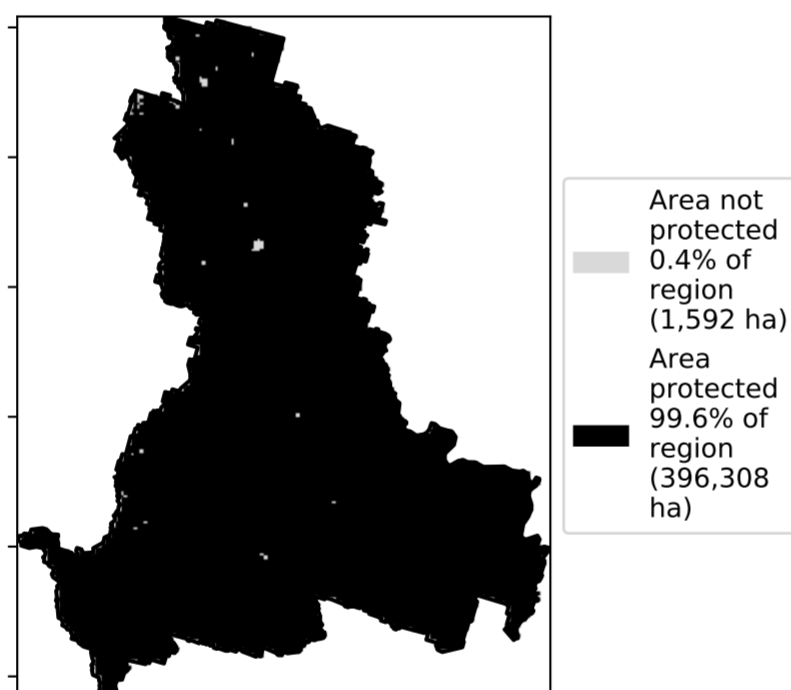 Area not
protected
0.4% of
region
(1,592 ha)
Area
protected
99.6% of
region
(396,308
ha)